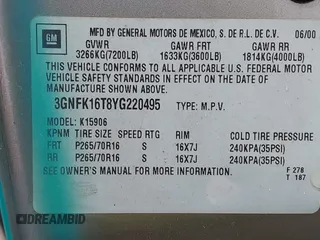 GM
MFD BY GENERAL MOTORS DE MEXICO, S. DE R.L. DE C.V. 06/00
GVWR GAWR FRT GAWR RR
3266KG(7200LB) 1633KG(3600LB) 1814KG(4000LB)
THIS VEHICLE CONFORMS TO ALL APPLICABLE U.S. FEDERAL MOTOR
VEHICLE SAFETY STANDARDS IN EFFECT ON THE DATE OF
MANUFACTURE SHOWN ABOVE.
3GNFK16T8YG220495 TYPE: M.P.V.
MODEL: K15906
KPNM TIRE SIZE SPEED RTG RIM COLD TIRE PRESSURE
FRT P265/70R16 S 16X7J 240KPA(35PSI)
RR P265/70R16 S 16X7J 240KPA(35PSI)
SEE OWNER'S MANUAL FOR MORE INFORMATION.
F 278
T 187
DREAMBID